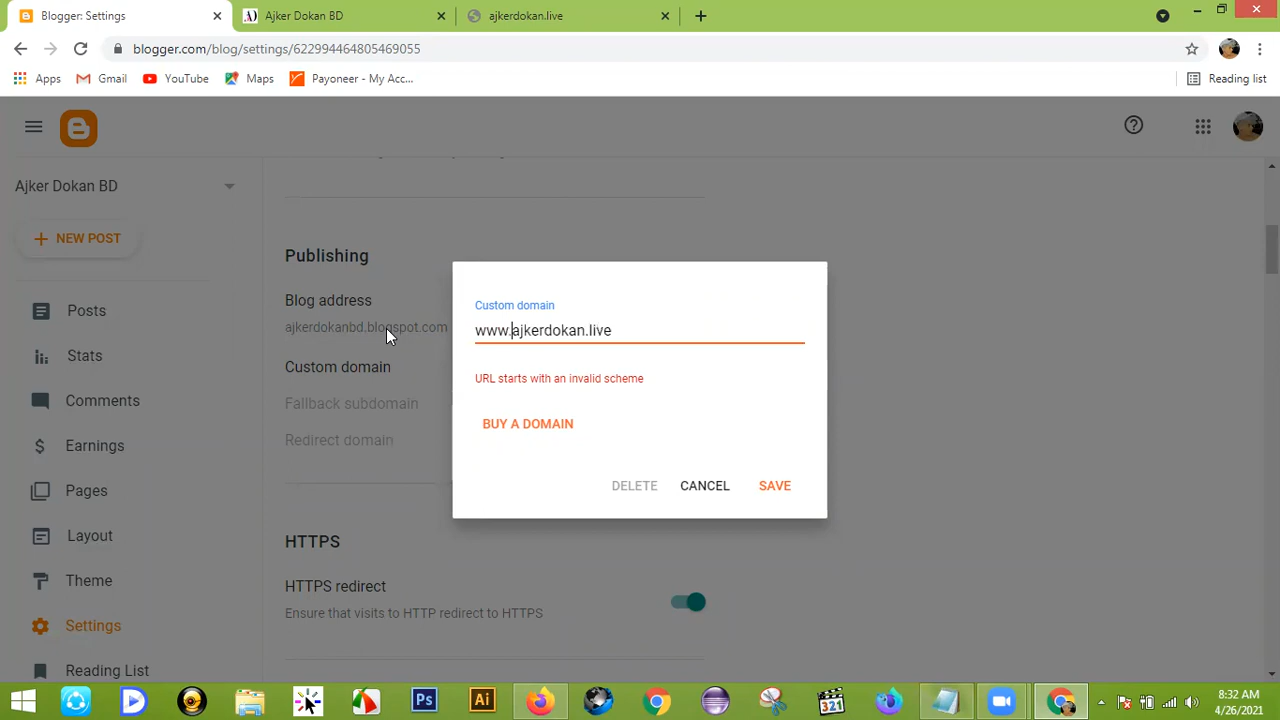 Blogger: Settings
Ajker Dokan BD
ajkerdokan.live
blogger.com/blog/settings/622994464805469055
Apps
Gmail
YouTube
Maps
Payoneer - My Acc...
Reading list
Ajker Dokan BD
NEW POST
Posts
Stats
Comments
Earnings
Pages
Layout
Theme
Settings
Reading List
Publishing
Blog address
ajkerdokanbd.blogspot.com
Custom domain
Fallback subdomain
Redirect domain
HTTPS
HTTPS redirect
Ensure that visits to HTTP redirect to HTTPS
Custom domain
www.ajkerdokan.live
URL starts with an invalid scheme
BUY A DOMAIN
DELETE
CANCEL
SAVE
Ps
Ai
321
8:32 AM
4/26/2021